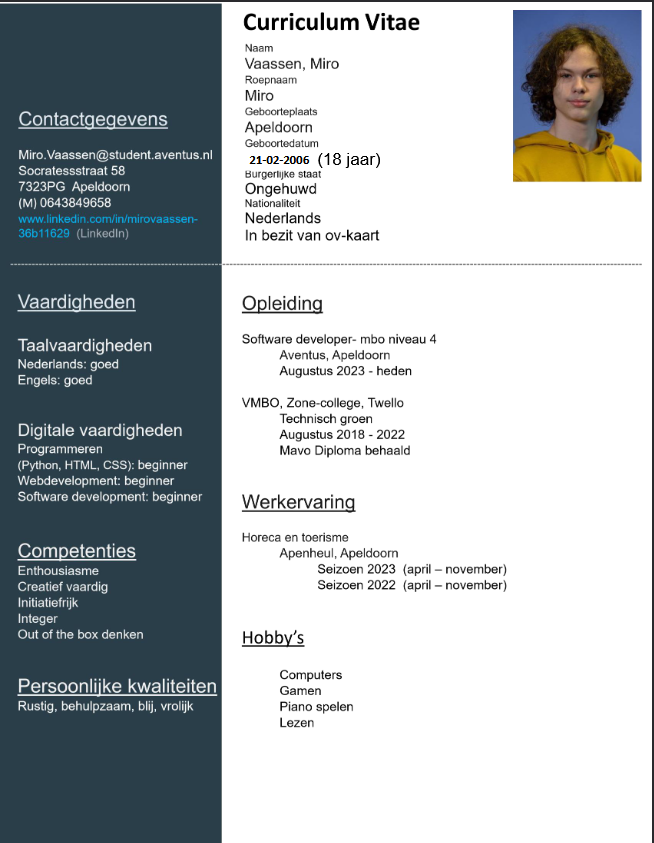 Curriculum Vitae
Naam
Vaassen, Miro
Roepnaam
Miro
Geboorteplaats
Apeldoorn
Geboortedatum
21-02-2006 (18 jaar)
Burgerlijke staat
Ongehuwd
Nationaliteit
Nederlands
In bezit van ov-kaart
Contactgegevens
Miro.Vaassen@student.aventus.nl
Socratessstraat 58
7323PG Apeldoorn
(M) 0643849658
www.linkedin.com/in/mirovaassen-
36b11629 (LinkedIn)
Vaardigheden
Taalvaardigheden
Nederlands: goed
Engels: goed
Digitale vaardigheden
Programmeren
(Python, HTML, CSS): beginner
Webdevelopment: beginner
Software development: beginner
Competenties
Enthousiasme
Creatief vaardig
Initiatiefrijk
Integer
Out of the box denken
Persoonlijke kwaliteiten
Rustig, behulpzaam, blij, vrolijk
Opleiding
Software developer- mbo niveau 4
Aventus, Apeldoorn
Augustus 2023 - heden
VMBO, Zone-college, Twello
Technisch groen
Augustus 2018 - 2022
Mavo Diploma behaald
Werkervaring
Horeca en toerisme
Apenheul, Apeldoorn
Seizoen 2023 (april – november)
Seizoen 2022 (april – november)
Hobby’s
Computers
Gamen
Piano spelen
Lezen